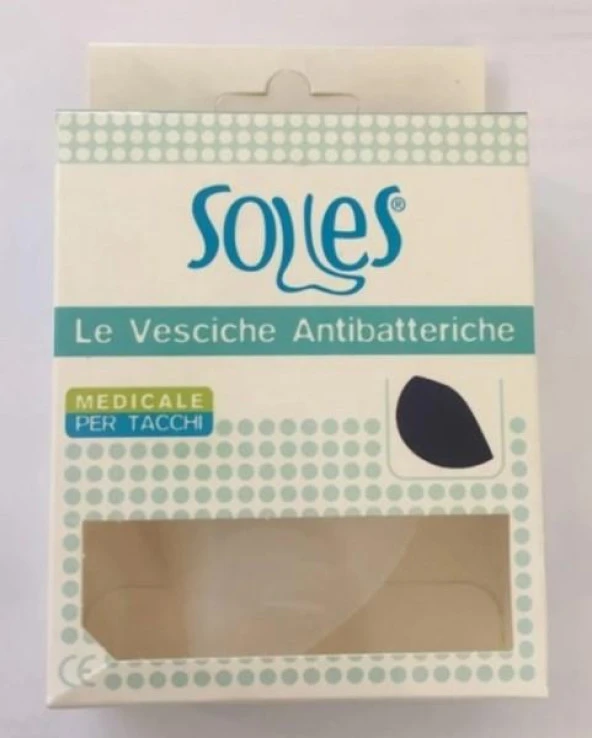 Solles®
Le Vesciche Antibatteriche
MEDICALE
PER TACCHI
CE